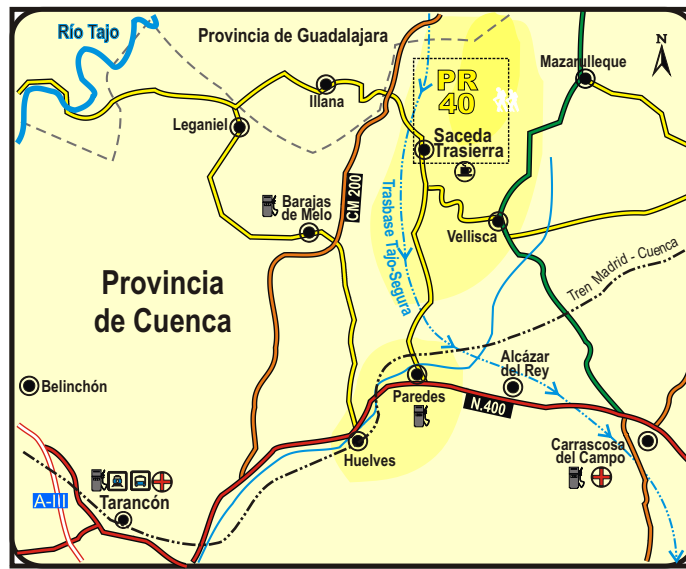 Río Tajo
Provincia de Guadalajara
N
Mazarulleque
PR
40
Illana
Leganiel
Saceda
Trasierra
CM 200
Barajas
de Melo
Trasbase Tajo-Segura
Vellisca
Tren Madrid - Cuenca
Provincia
de Cuenca
Belinchón
Paredes
Alcázar
del Rey
N.400
Huelves
Carrascosa
del Campo
A-III
Tarancón